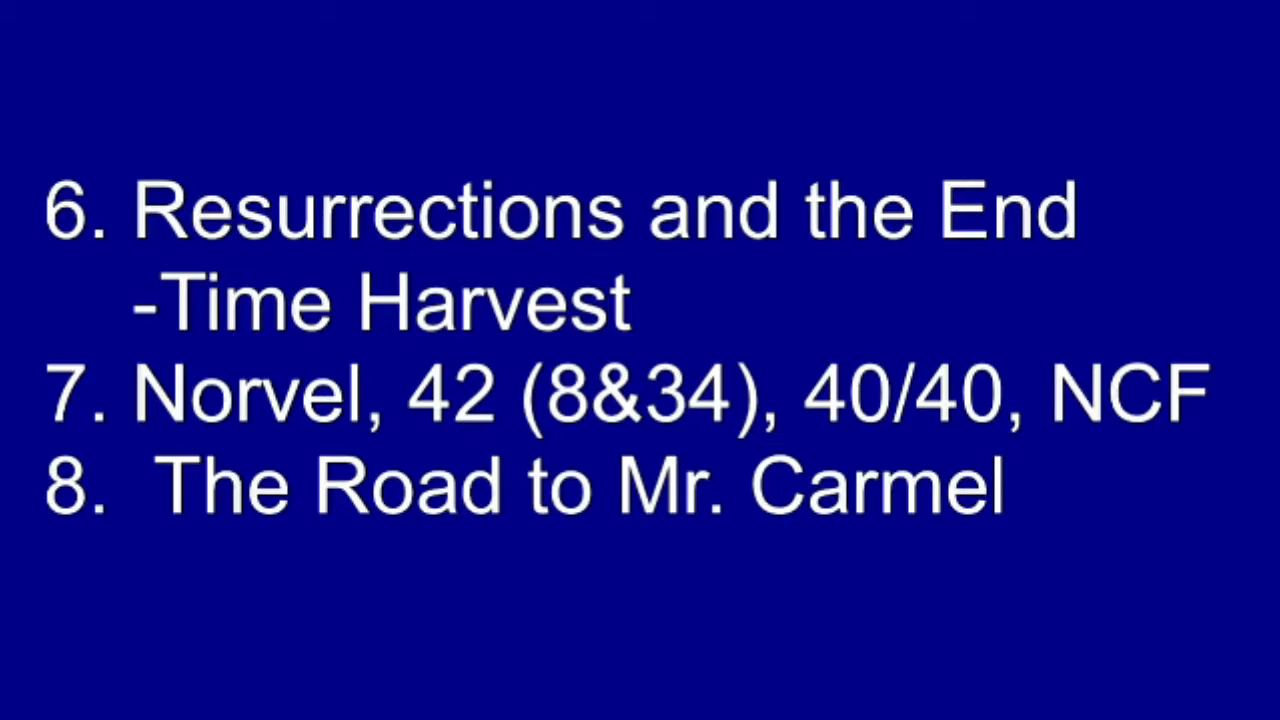 6. Resurrections and the End
-Time Harvest
7. Norvel, 42 (8&34), 40/40, NCF
8. The Road to Mr. Carmel